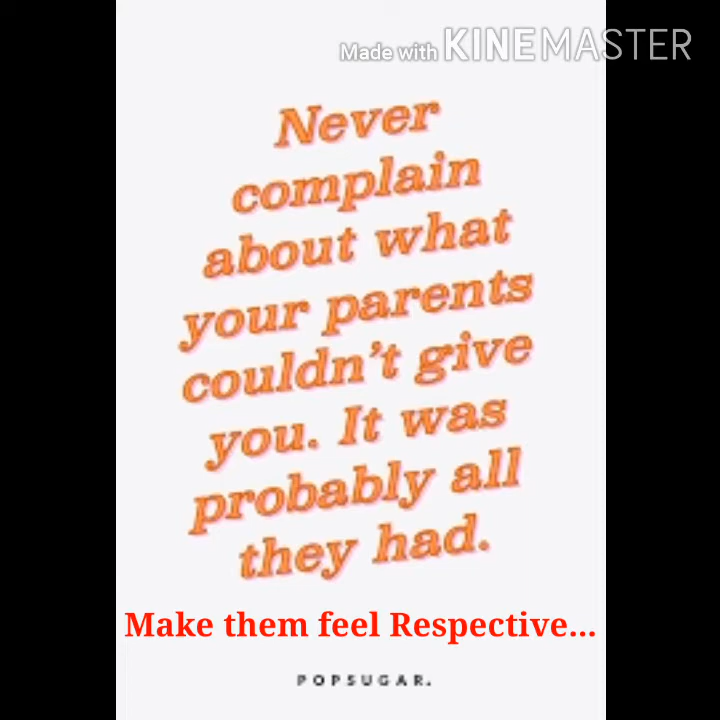 Made with KINEMASTER
Never
complain
about what
your parents
couldn't give
you. It was
probably all
they had.
Make them feel Respective...
POPSUGAR.